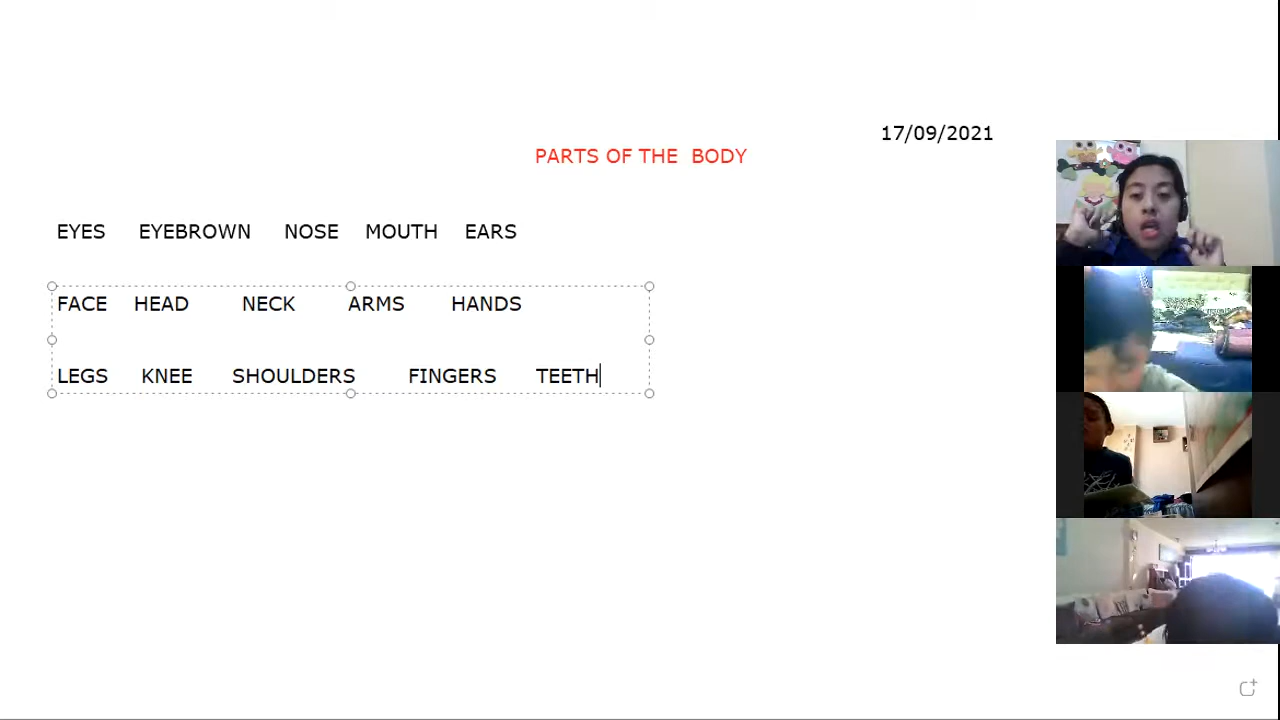 17/09/2021
PARTS OF THE BODY
EYES EYEBROWN NOSE MOUTH EARS
FACE HEAD NECK ARMS HANDS
LEGS KNEE SHOULDERS FINGERS TEETH